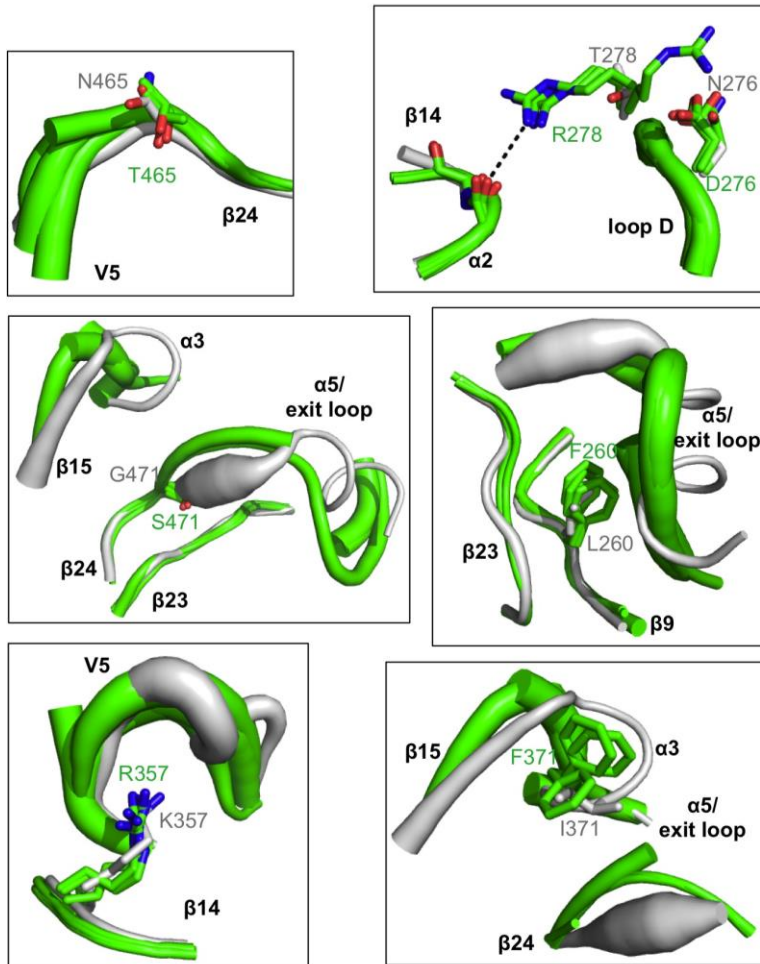 N465
T465
β24
V5
T278
N276
β14
R278
D276
loop D
α2
α3
α5/
exit loop
β15
G471
S471
β24
β23
α5/
exit loop
F260
L260
β23
β9
V5
R357
K357
β14
β15
F371
α3
α5/
exit loop
I371
β24